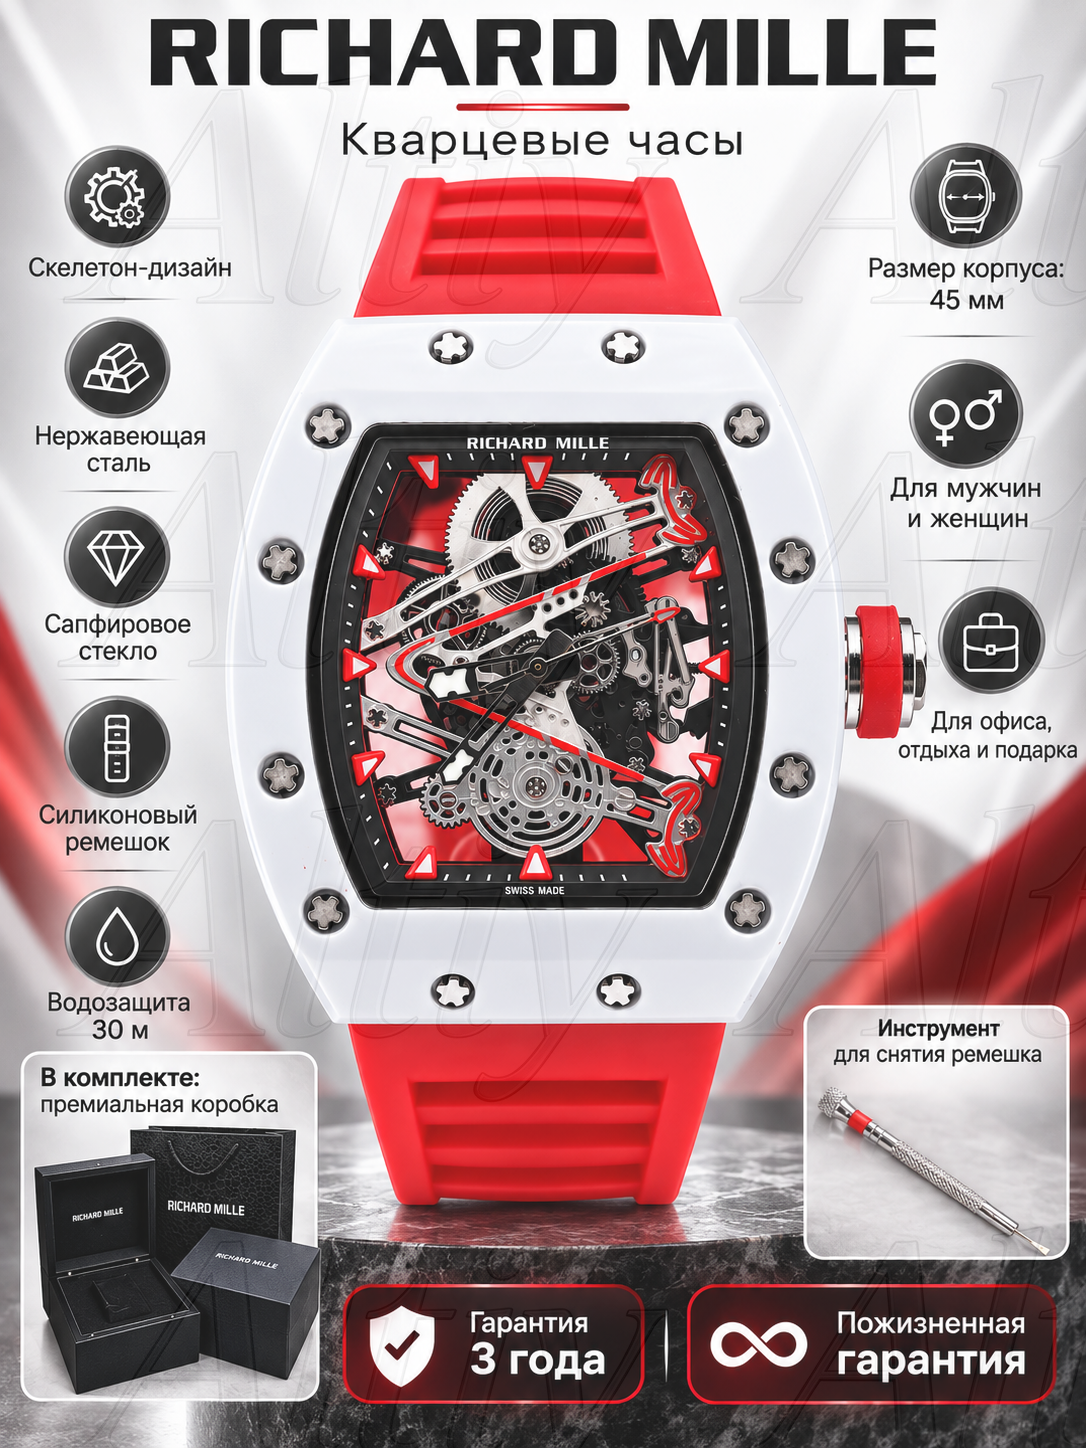 RICHARD MILLE
Кварцевые часы
Скелетон-дизайн
Нержавеющая
сталь
Сапфировое
стекло
Силиконовый
ремешок
Водозащита
30 м
Размер корпуса:
45 мм
Для мужчин
и женщин
Для офиса,
отдыха и подарка
RICHARD MILLE
SWISS MADE
В комплекте:
премиальная коробка
RICHARD MILLE
RICHARD MILLE
RICHARD MILLE
Инструмент
для снятия ремешка
Гарантия
3 года
Пожизненная
гарантия
Altiy